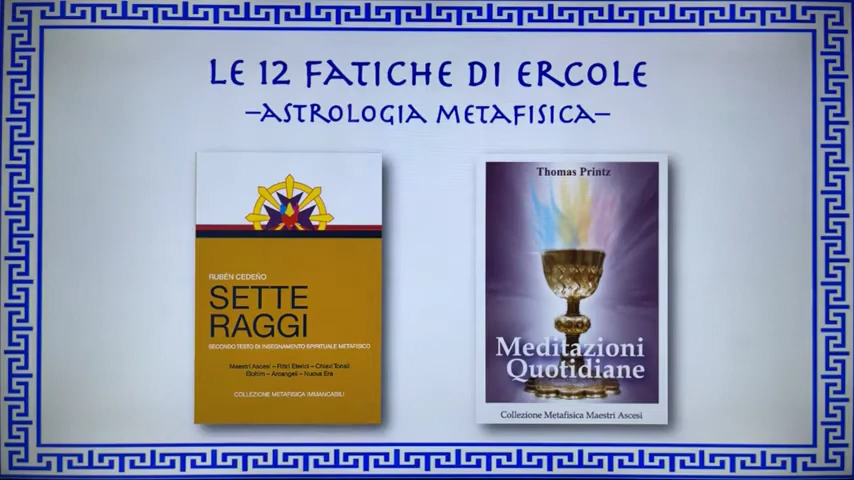 LE 12 FATICHE DI ERCOLE
–ASTROLOGIA METAFISICA–
RUBÉN CEDEÑO
SETTE
RAGGI
SECONDO TESTO DI INSEGNAMENTO SPIRITUALE METAFISICO
Maestri Ascesi – Ritiri Eterici – Chiavi Tonali
Elohim – Arcangeli – Nuova Era
COLLEZIONE METAFISICA IMMANCABILI
Thomas Printz
Meditazioni
Quotidiane
Collezione Metafisica Maestri Ascesi